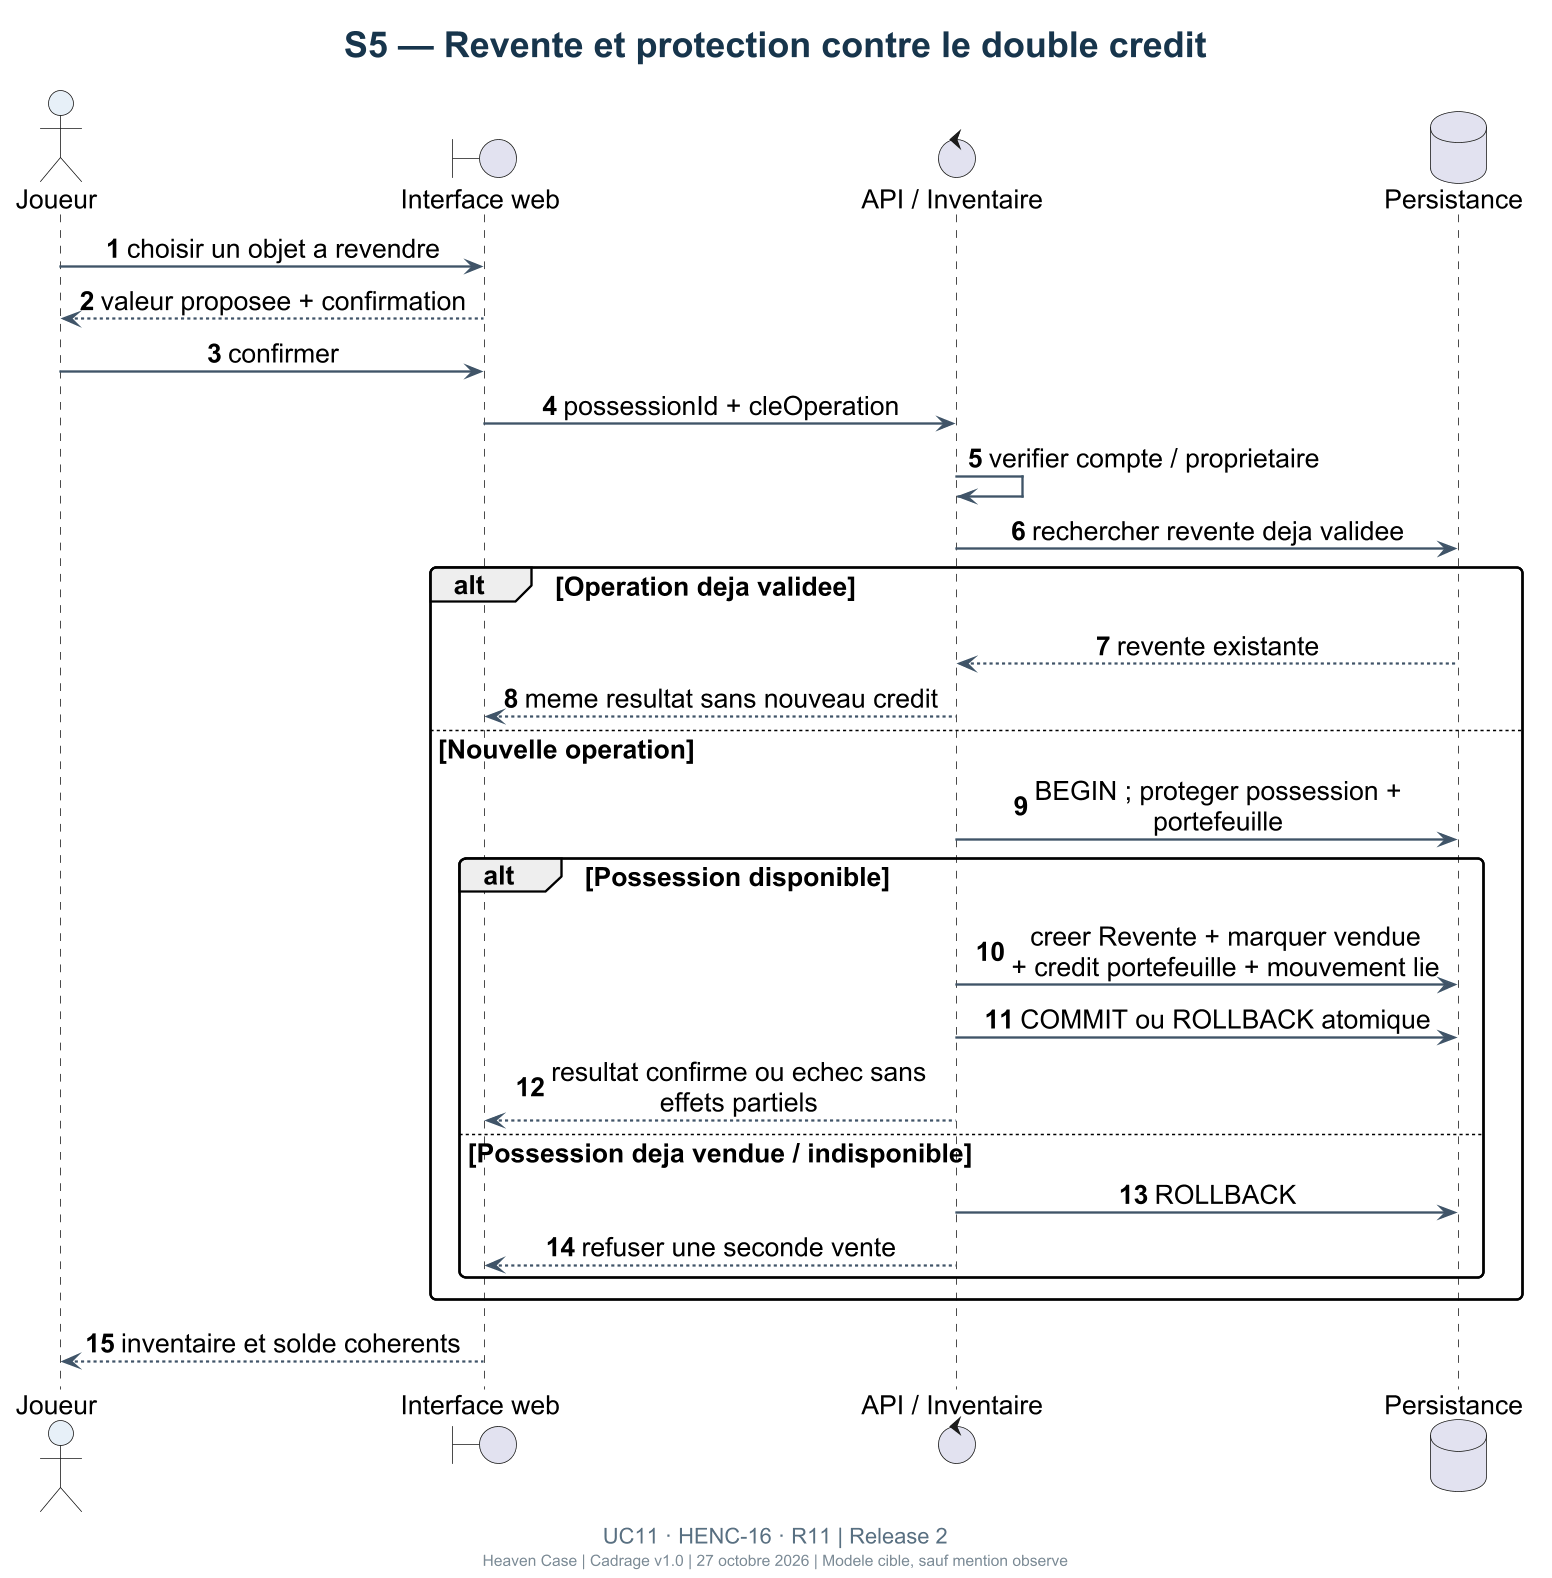 S5 — Revente et protection contre le double credit
Joueur
Interface web
API / Inventaire
Persistance
1 choisir un objet a revendre
2 valeur proposee + confirmation
3 confirmer
4 possessionId + cleOperation
5 verifier compte / proprietaire
6 rechercher revente deja validee
alt [Operation deja validee]
7 revente existante
8 meme resultat sans nouveau credit
[Nouvelle operation]
9 BEGIN ; proteger possession +
portefeuille
alt [Possession disponible]
10 creer Revente + marquer vendue
+ credit portefeuille + mouvement lie
11 COMMIT ou ROLLBACK atomique
12 resultat confirme ou echec sans
effets partiels
[Possession deja vendue / indisponible]
13 ROLLBACK
14 refuser une seconde vente
15 inventaire et solde coherents
Joueur
Interface web
API / Inventaire
Persistance
UC11 · HENC-16 · R11 | Release 2
Heaven Case | Cadrage v1.0 | 27 octobre 2026 | Modele cible, sauf mention observe